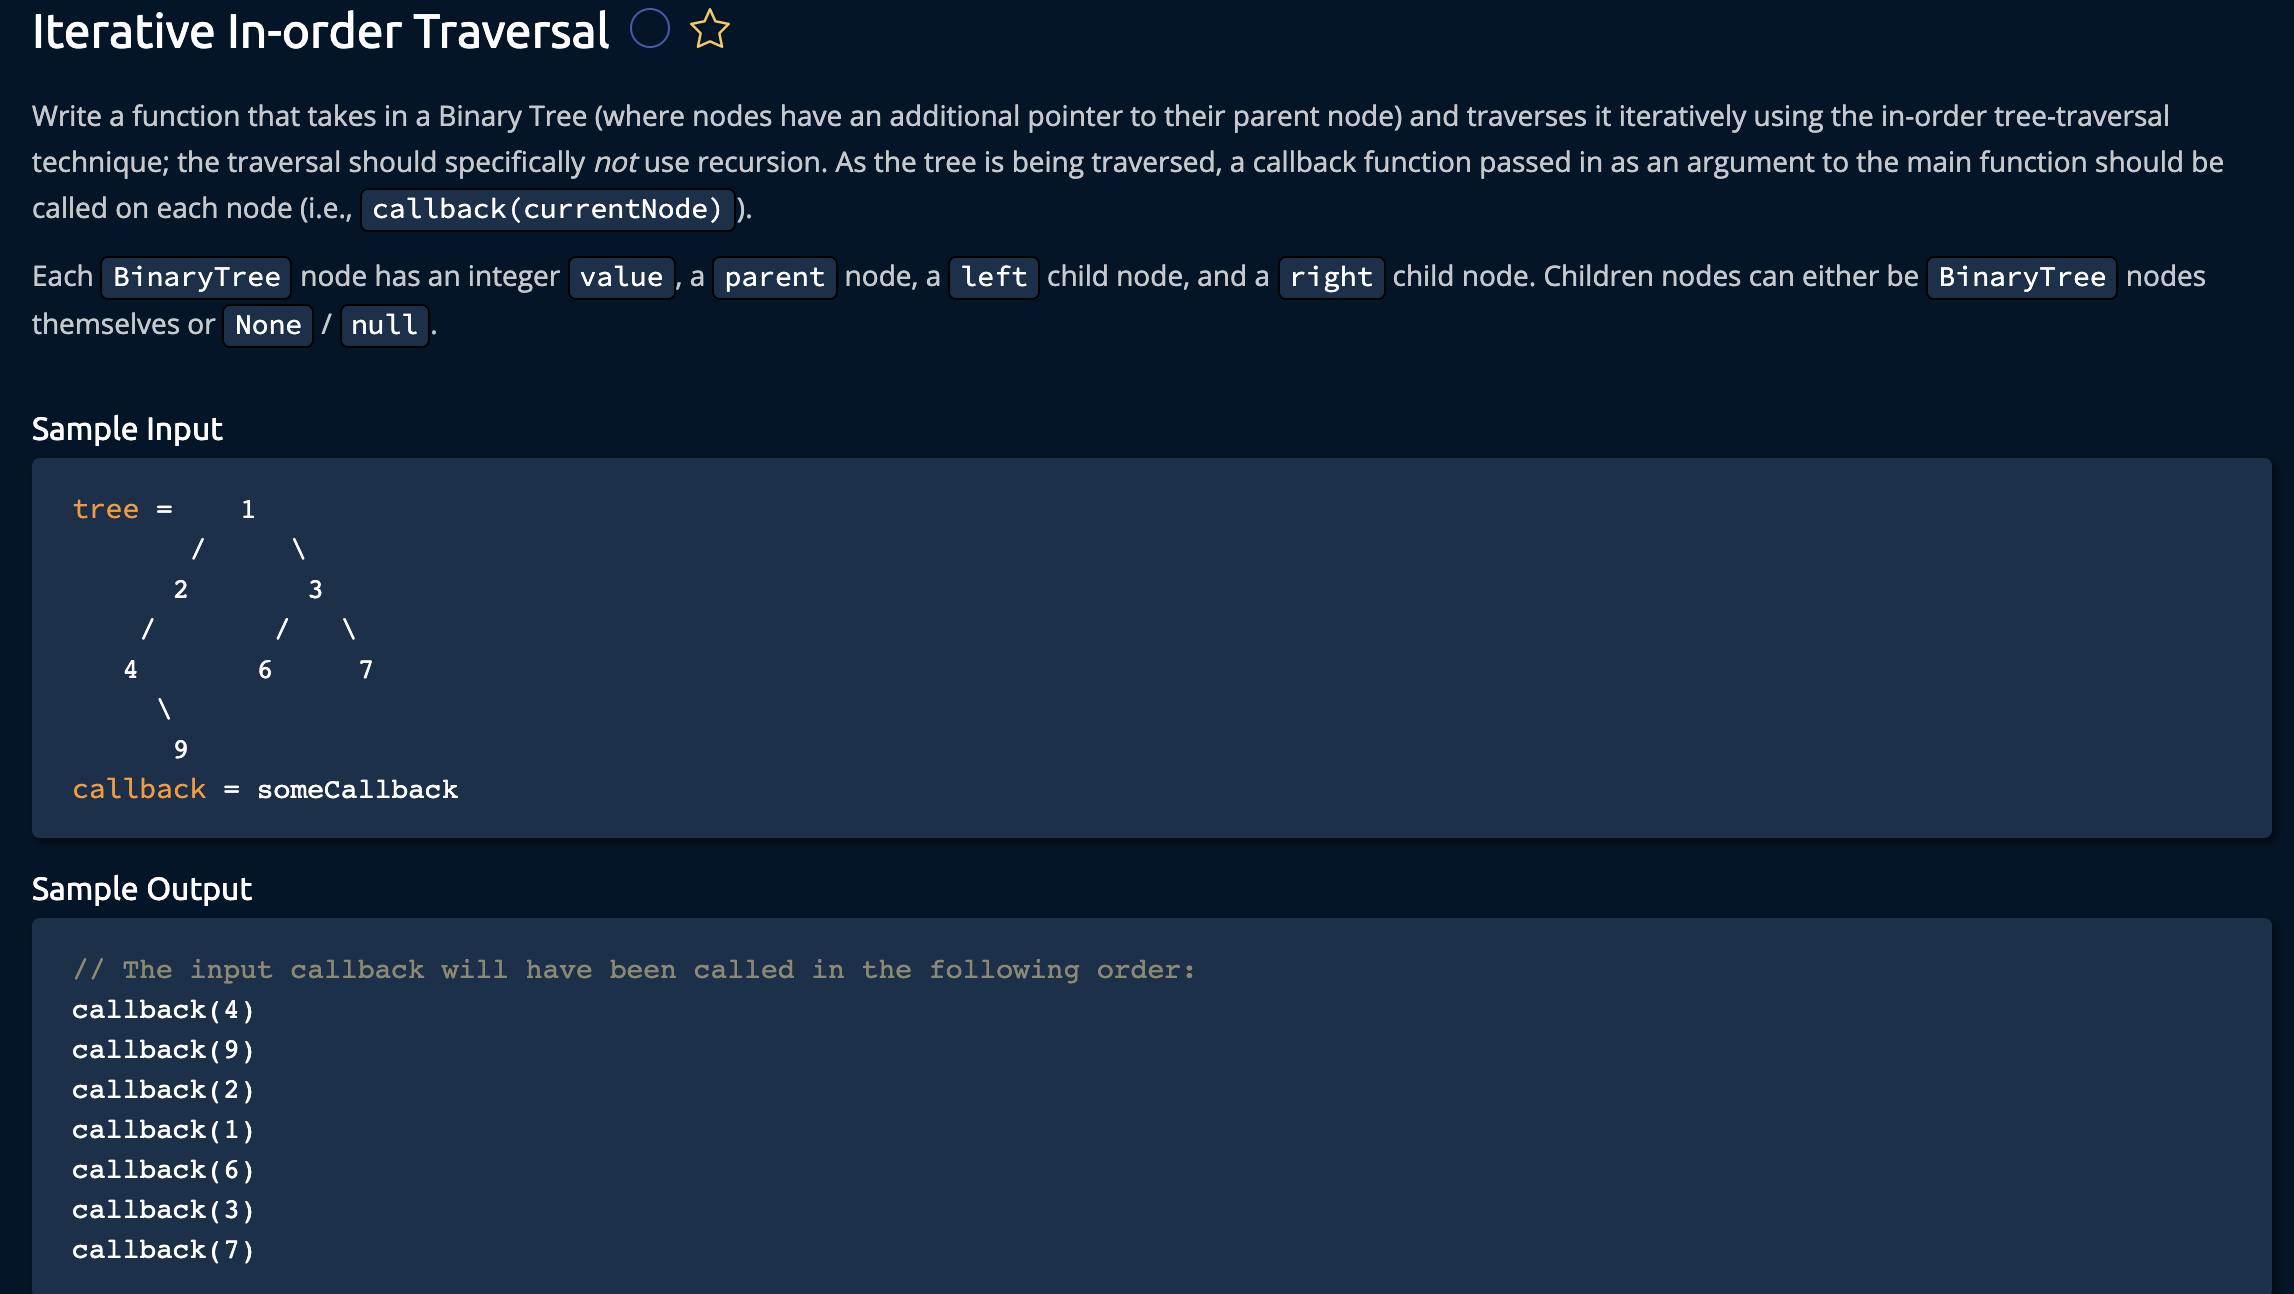 Iterative In-order Traversal
Write a function that takes in a Binary Tree (where nodes have an additional pointer to their parent node) and traverses it iteratively using the in-order tree-traversal
technique; the traversal should specifically not use recursion. As the tree is being traversed, a callback function passed in as an argument to the main function should be
called on each node (i.e., callback(currentNode) ).
Each BinaryTree node has an integer value , a parent node, a left child node, and a right child node. Children nodes can either be BinaryTree nodes
themselves or None / null .
Sample Input
tree =    1
       /     \
      2       3
    /       /   \
   4       6     7
     \
      9
callback = someCallback
Sample Output
// The input callback will have been called in the following order:
callback(4)
callback(9)
callback(2)
callback(1)
callback(6)
callback(3)
callback(7)